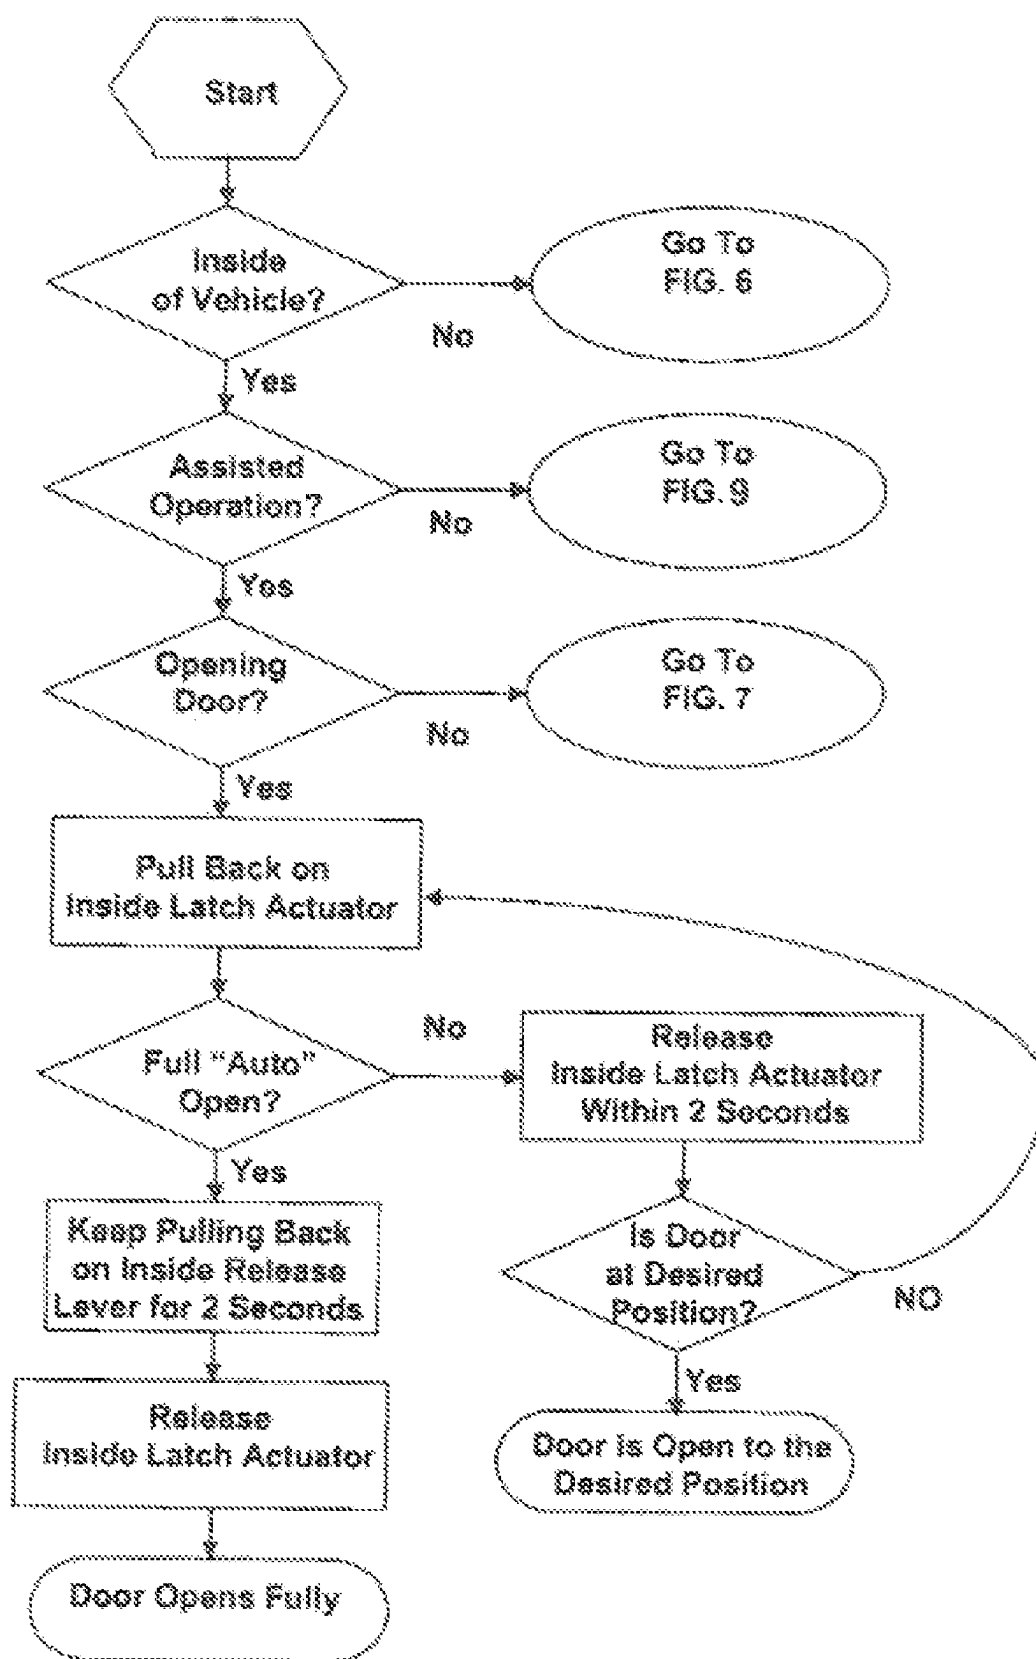 Start
Inside
of Vehicle?
No
Go To
FIG. 6
Yes
Assisted
Operation?
No
Go To
FIG. 9
Yes
Opening
Door?
No
Go To
FIG. 7
Yes
Pull Back on
Inside Latch Actuator
Full “Auto”
Open?
No
Release
Inside Latch Actuator
Within 2 Seconds
Yes
Keep Pulling Back
on Inside Release
Lever for 2 Seconds
Is Door
at Desired
Position?
NO
Yes
Release
Inside Latch Actuator
Door is Open to the
Desired Position
Door Opens Fully